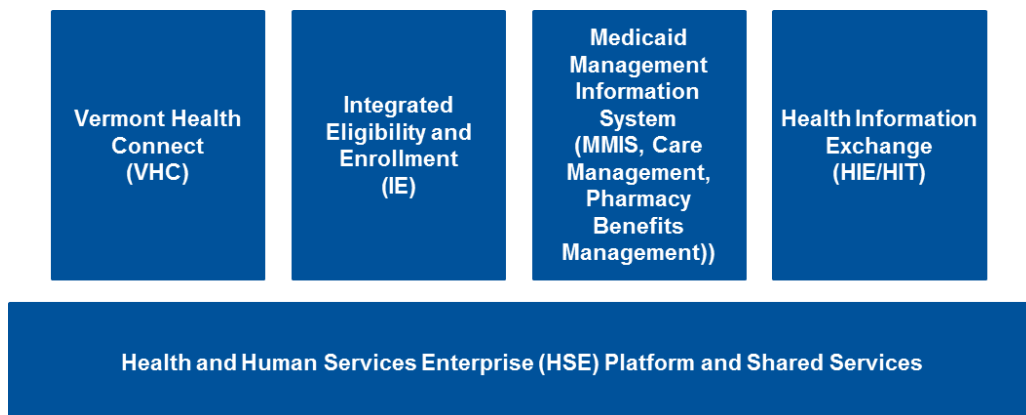 Vermont Health
Connect
(VHC)
Integrated
Eligibility and
Enrollment
(IE)
Medicaid
Management
Information
System
(MMIS, Care
Management,
Pharmacy
Benefits
Management))
Health Information
Exchange
(HIE/HIT)
Health and Human Services Enterprise (HSE) Platform and Shared Services